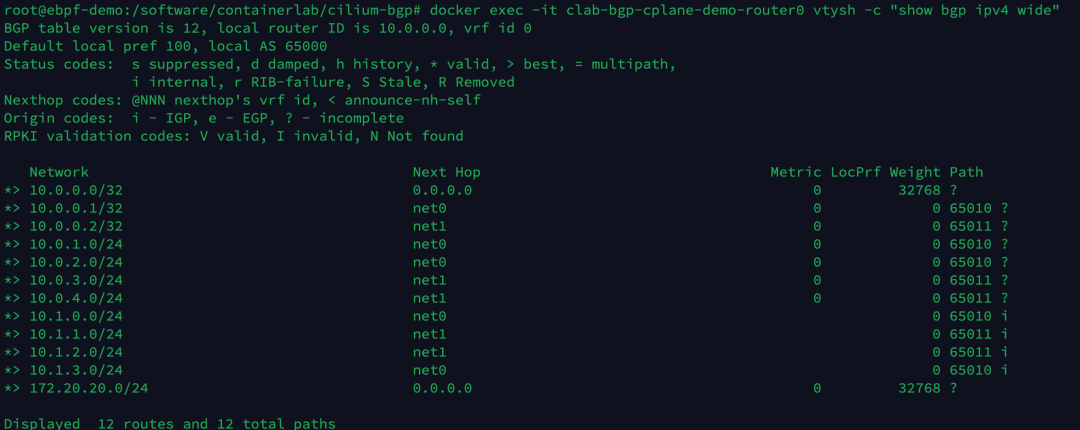 root@ebpf-demo:/software/containerlab/cilium-bgp# docker exec -it clab-bgp-cplane-demo-router0 vtysh -c "show bgp ipv4 wide"
BGP table version is 12, local router ID is 10.0.0.0, vrf id 0
Default local pref 100, local AS 65000
Status codes:  s suppressed, d damped, h history, * valid, > best, = multipath,
               i internal, r RIB-failure, S Stale, R Removed
Nexthop codes: @NNN nexthop's vrf id, < announce-nh-self
Origin codes:  i - IGP, e - EGP, ? - incomplete
RPKI validation codes: V valid, I invalid, N Not found

   Network                                      Next Hop                                  Metric LocPrf Weight Path
*> 10.0.0.0/32                                  0.0.0.0                                        0         32768 ?
*> 10.0.0.1/32                                  net0                                           0             0 65010 ?
*> 10.0.0.2/32                                  net1                                           0             0 65011 ?
*> 10.0.1.0/24                                  net0                                           0             0 65010 ?
*> 10.0.2.0/24                                  net0                                           0             0 65010 ?
*> 10.0.3.0/24                                  net1                                           0             0 65011 ?
*> 10.0.4.0/24                                  net1                                           0             0 65011 ?
*> 10.1.0.0/24                                  net0                                                         0 65010 i
*> 10.1.1.0/24                                  net1                                                         0 65011 i
*> 10.1.2.0/24                                  net1                                                         0 65011 i
*> 10.1.3.0/24                                  net0                                                         0 65010 i
*> 172.20.20.0/24                               0.0.0.0                                        0         32768 ?

Displayed  12 routes and 12 total paths